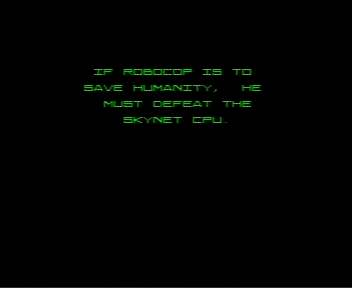 IF ROBOCOP IS TO
SAVE HUMANITY,  HE
MUST DEFEAT THE
SKYNET CPU.